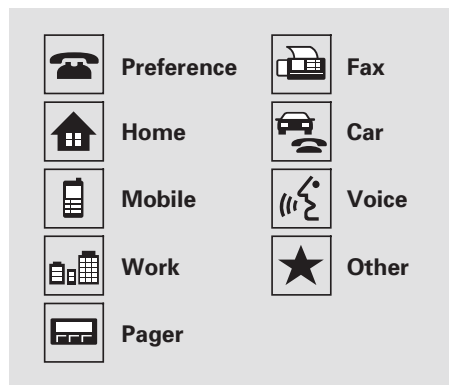 Preference
Fax
Home
Car
Mobile
Voice
Work
Other
Pager